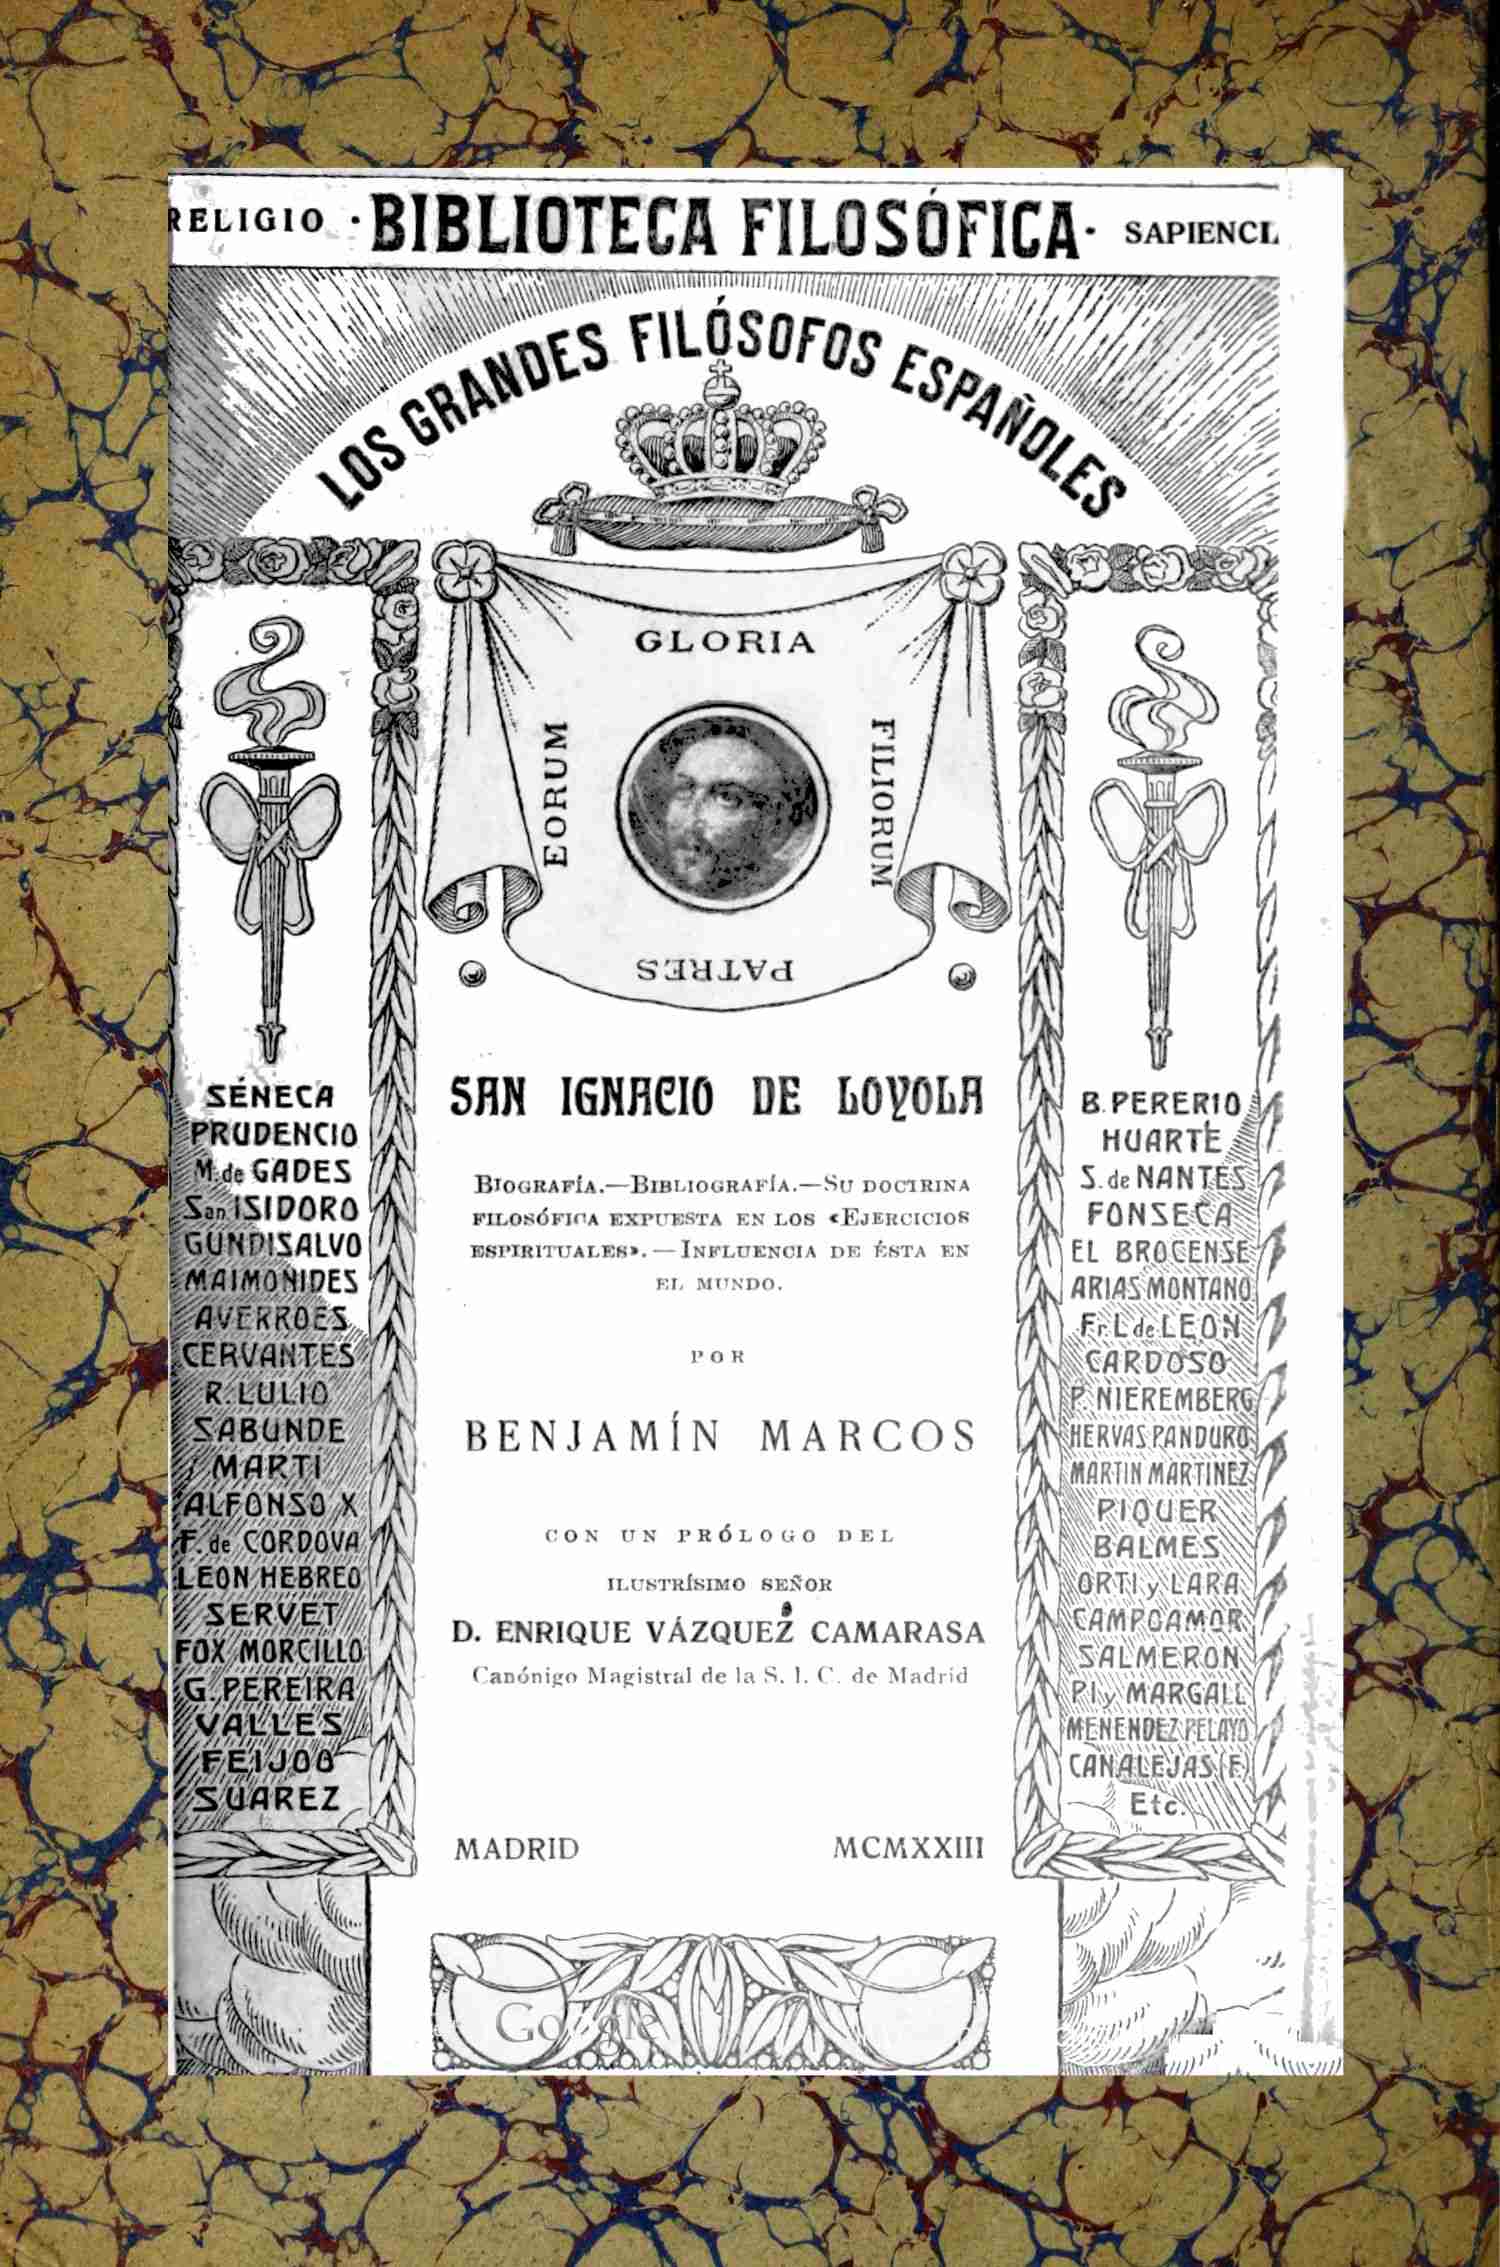 RELIGIO · BIBLIOTECA FILOSÓFICA · SAPIENCI
LOS GRANDES FILÓSOFOS ESPAÑOLES
GLORIA
EORUM
FILIORUM
PATRES
SAN IGNACIO DE LOYOLA
BIOGRAFÍA.—BIBLIOGRAFÍA.—SU DOCTRINA
FILOSÓFICA EXPUESTA EN LOS «EJERCICIOS
ESPIRITUALES».—INFLUENCIA DE ÉSTA EN
EL MUNDO.
POR
BENJAMÍN MARCOS
CON UN PRÓLOGO DEL
ILUSTRÍSIMO SEÑOR
D. ENRIQUE VÁZQUEZ CAMARASA
Canónigo Magistral de la S. I. C. de Madrid
MADRID MCMXXIII
SÉNECA
PRUDENCIO
M. de GADES
San ISIDORO
GUNDISALVO
MAIMONIDES
AVERROES
CERVANTES
R. LULIO
SABUNDE
MARTI
ALFONSO X
F. de CORDOVA
LEON HEBREO
SERVET
FOX MORCILLO
G. PEREIRA
VALLES
FEIJOO
SUAREZ
B. PERERIO
HUARTE
S. de NANTES
FONSECA
EL BROCENSE
ARIAS MONTANO
Fr. L de LEON
CARDOSO
P. NIEREMBERG
HERVAS PANDURO
MARTIN MARTINEZ
PIQUER
BALMES
ORTI y LARA
CAMPOAMOR
SALMERON
PI y MARGALL
MENENDEZ PELAYO
CANALEJAS (F)
Etc.
Google